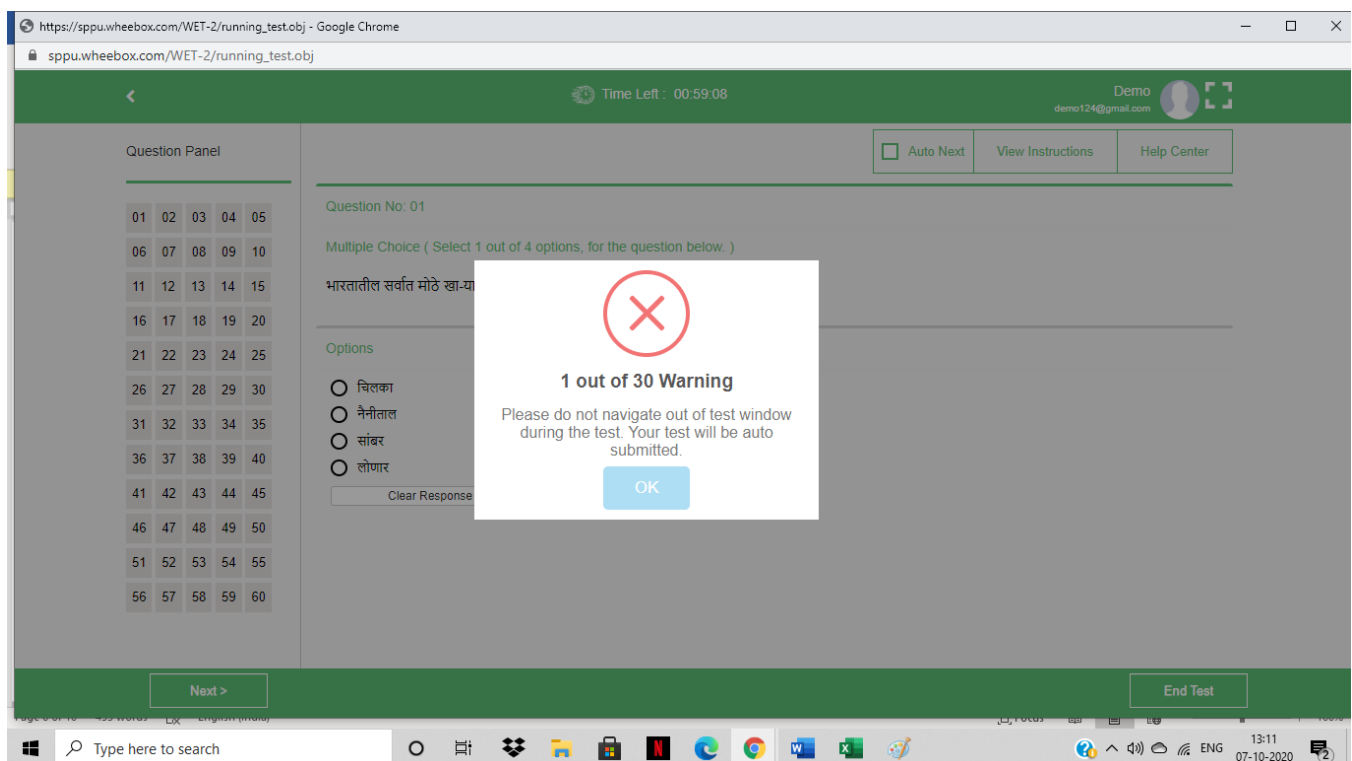 https://sppu.wheebox.com/WET-2/running_test.obj - Google Chrome
sppu.wheebox.com/WET-2/running_test.obj
Time Left : 00:59:08
Demo
demo124@gmail.com
Question Panel
Auto Next View Instructions Help Center
01 02 03 04 05
06 07 08 09 10
11 12 13 14 15
16 17 18 19 20
21 22 23 24 25
26 27 28 29 30
31 32 33 34 35
36 37 38 39 40
41 42 43 44 45
46 47 48 49 50
51 52 53 54 55
56 57 58 59 60
Question No: 01
Multiple Choice ( Select 1 out of 4 options, for the question below. )
भारतातील सर्वात मोठे खा-या
Options
चिलका
नैनीताल
सांबर
लोणार
Clear Response
1 out of 30 Warning
Please do not navigate out of test window
during the test. Your test will be auto
submitted.
OK
Next >
End Test
Type here to search
ENG
13:11
07-10-2020
2